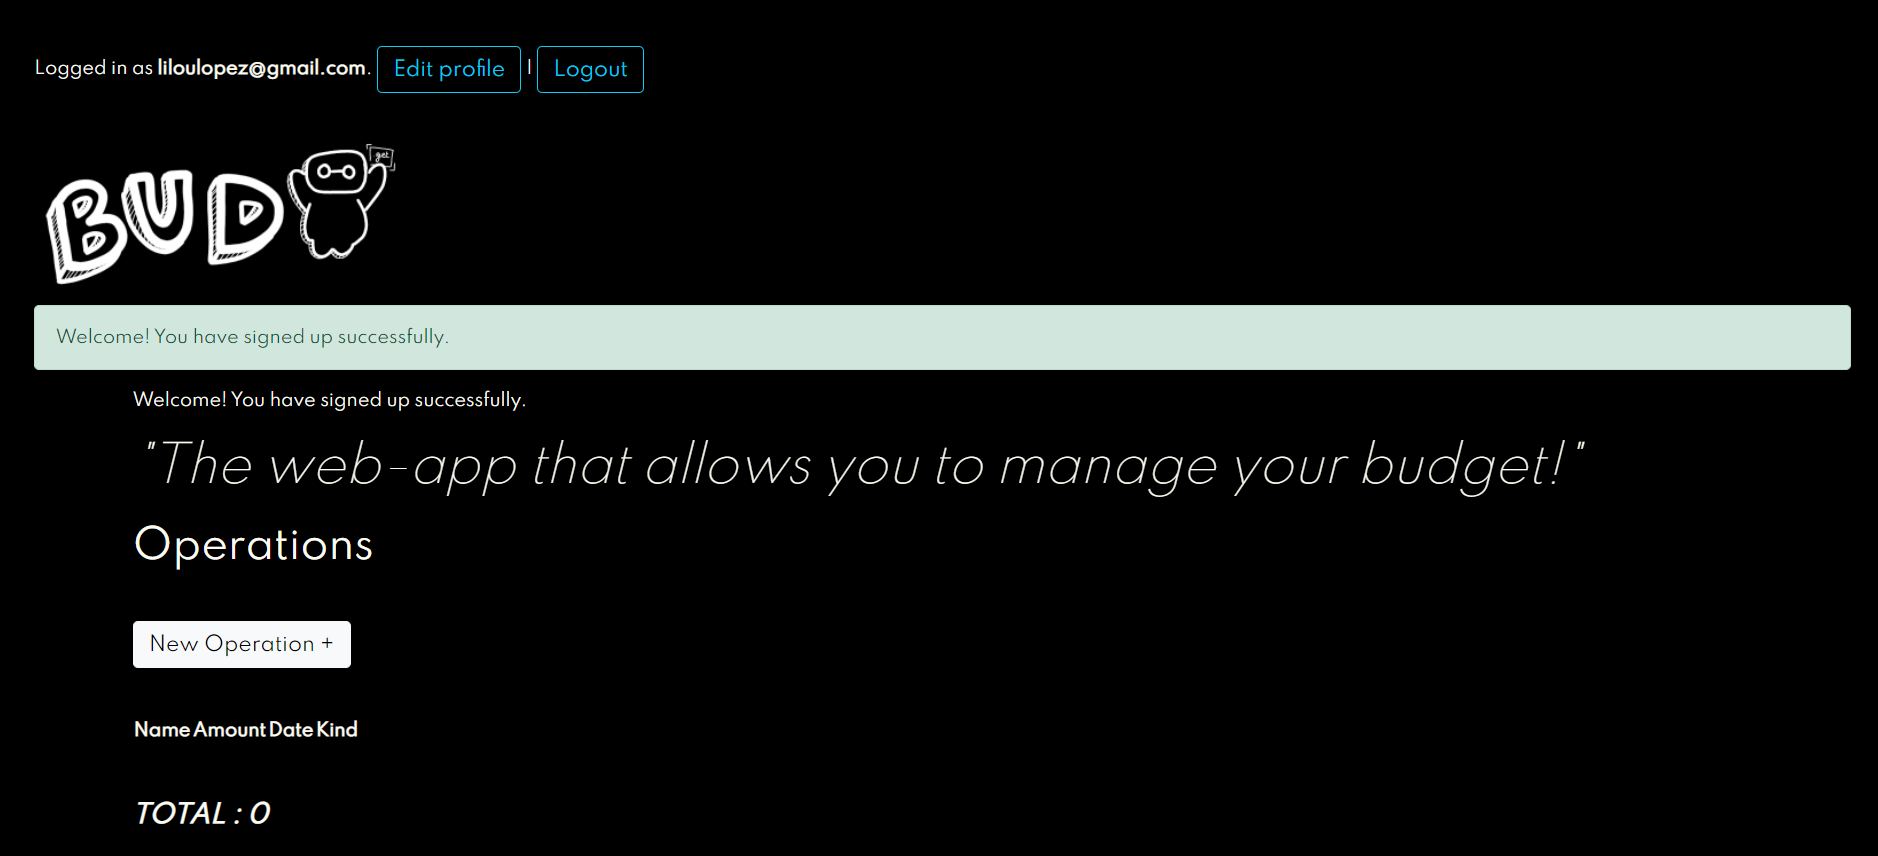 Logged in as liloulopez@gmail.com. Edit profile | Logout
BUD get
Welcome! You have signed up successfully.
Welcome! You have signed up successfully.
"The web-app that allows you to manage your budget!"
Operations
New Operation +
Name Amount Date Kind
TOTAL : 0